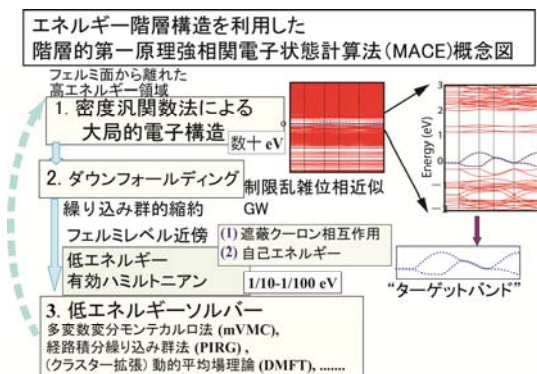 エネルギー階層構造を利用した
階層的第一原理強相関電子状態計算法(MACE)概念図
フェルミ面から離れた
高エネルギー領域
1. 密度汎関数法による
大局的電子構造
数十 eV
2. ダウンフォールディング
制限乱雑位相近似
GW
繰り込み群的縮約
フェルミレベル近傍
(1) 遮蔽クーロン相互作用
(2) 自己エネルギー
低エネルギー
有効ハミルトニアン
1/10-1/100 eV
3. 低エネルギーソルバー
多変数変分モンテカルロ法 (mVMC),
経路積分繰り込み群法 (PIRG) ,
(クラスター拡張) 動的平均場理論 (DMFT), .......
Energy (eV)
3
2
1
0
“ターゲットバンド”